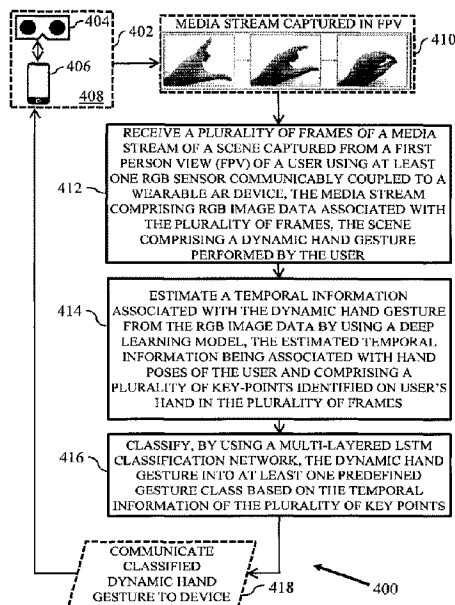 404
402
MEDIA STREAM CAPTURED IN FPV
410
406
408
RECEIVE A PLURALITY OF FRAMES OF A MEDIA
STREAM OF A SCENE CAPTURED FROM A FIRST
PERSON VIEW (FPV) OF A USER USING AT LEAST
ONE RGB SENSOR COMMUNICABLY COUPLED TO A
WEARABLE AR DEVICE, THE MEDIA STREAM
COMPRISING RGB IMAGE DATA ASSOCIATED WITH
THE PLURALITY OF FRAMES, THE SCENE
COMPRISING A DYNAMIC HAND GESTURE
PERFORMED BY THE USER
412
ESTIMATE A TEMPORAL INFORMATION
ASSOCIATED WITH THE DYNAMIC HAND GESTURE
FROM THE RGB IMAGE DATA BY USING A DEEP
LEARNING MODEL, THE ESTIMATED TEMPORAL
INFORMATION BEING ASSOCIATED WITH HAND
POSES OF THE USER AND COMPRISING A
PLURALITY OF KEY-POINTS IDENTIFIED ON USER'S
HAND IN THE PLURALITY OF FRAMES
414
CLASSIFY, BY USING A MULTI-LAYERED LSTM
CLASSIFICATION NETWORK, THE DYNAMIC HAND
GESTURE INTO AT LEAST ONE PREDEFINED
GESTURE CLASS BASED ON THE TEMPORAL
INFORMATION OF THE PLURALITY OF KEY POINTS
416
COMMUNICATE
CLASSIFIED
DYNAMIC HAND
GESTURE TO DEVICE
418
400